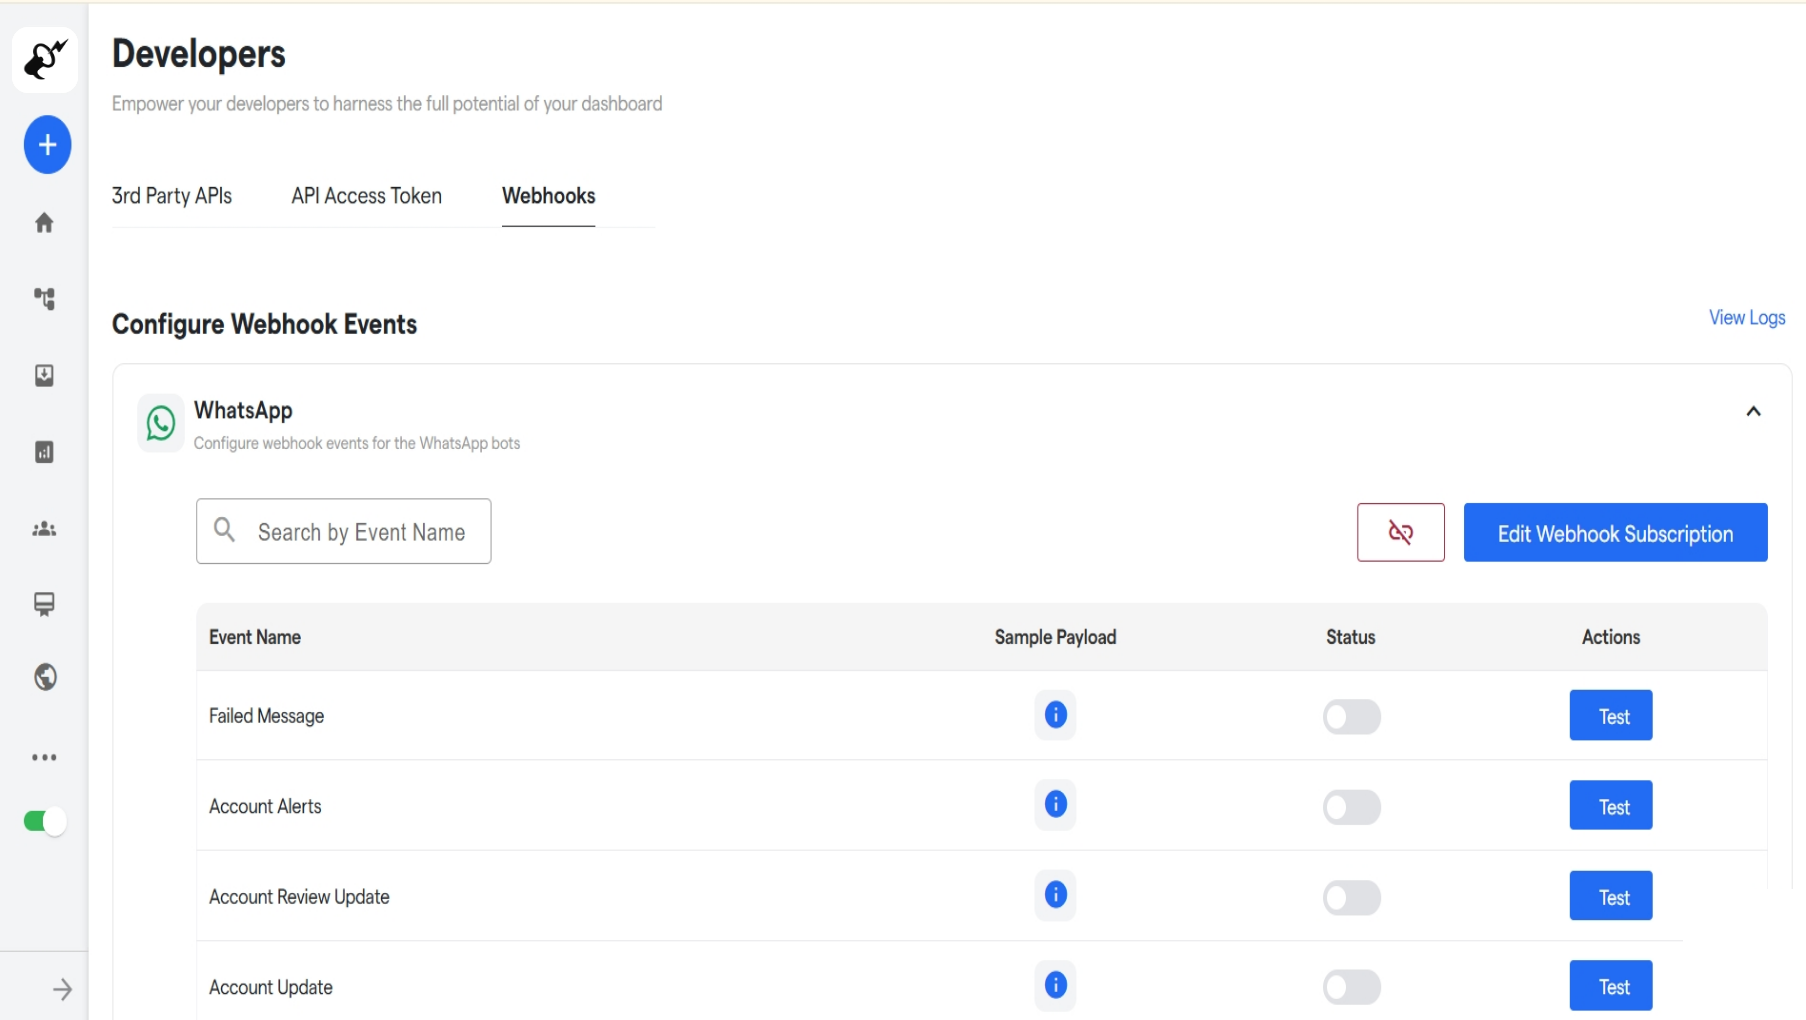 Developers
Empower your developers to harness the full potential of your dashboard
3rd Party APIs API Access Token Webhooks
Configure Webhook Events View Logs
WhatsApp
Configure webhook events for the WhatsApp bots
Search by Event Name Edit Webhook Subscription
Event Name Sample Payload Status Actions
Failed Message Test
Account Alerts Test
Account Review Update Test
Account Update Test